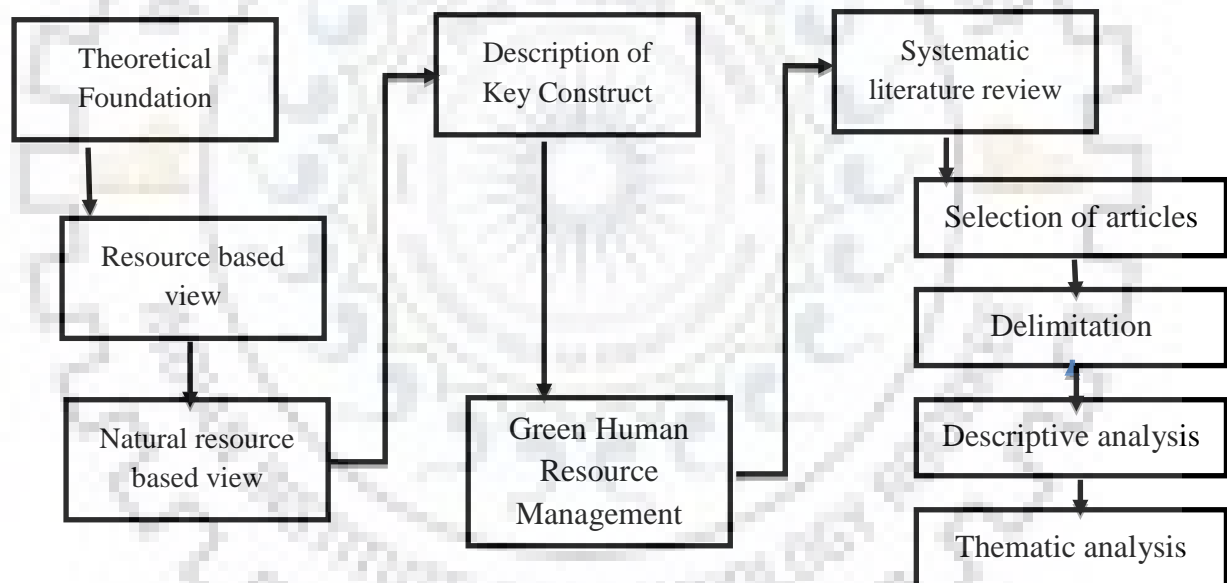 Theoretical
Foundation
Resource based
view
Natural resource
based view
Description of
Key Construct
Green Human
Resource
Management
Systematic
literature review
Selection of articles
Delimitation
Descriptive analysis
Thematic analysis